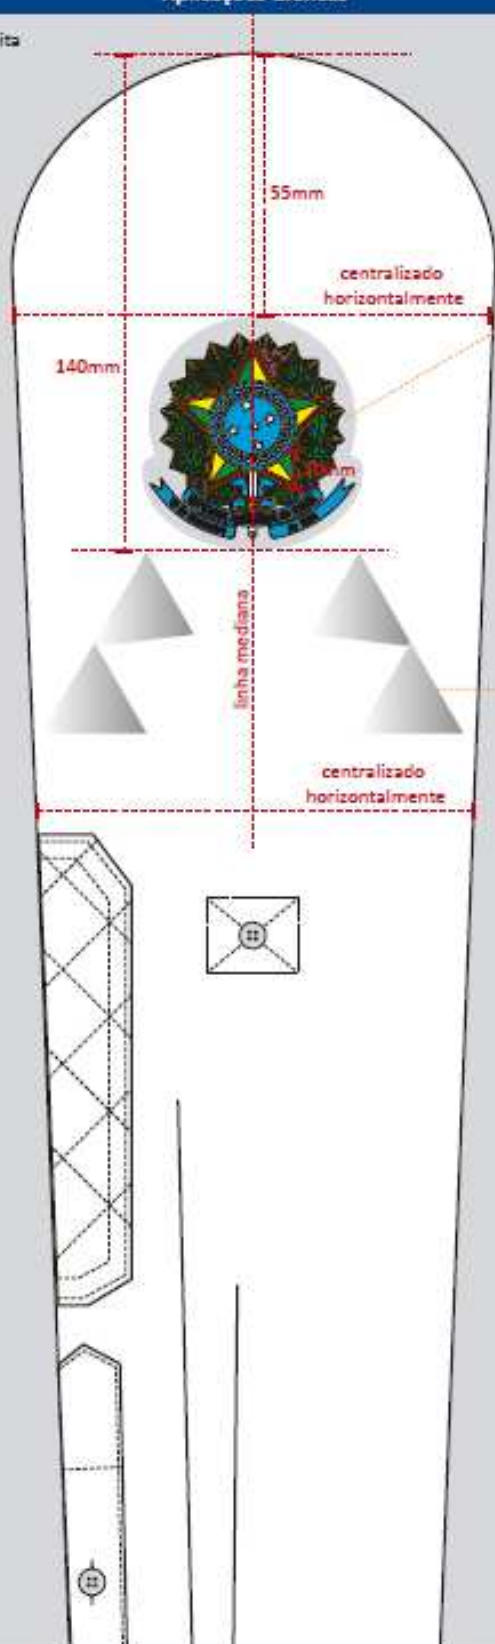 ita
55mm
centralizado
horizontalmente
140mm
linha mediana
centralizado
horizontalmente